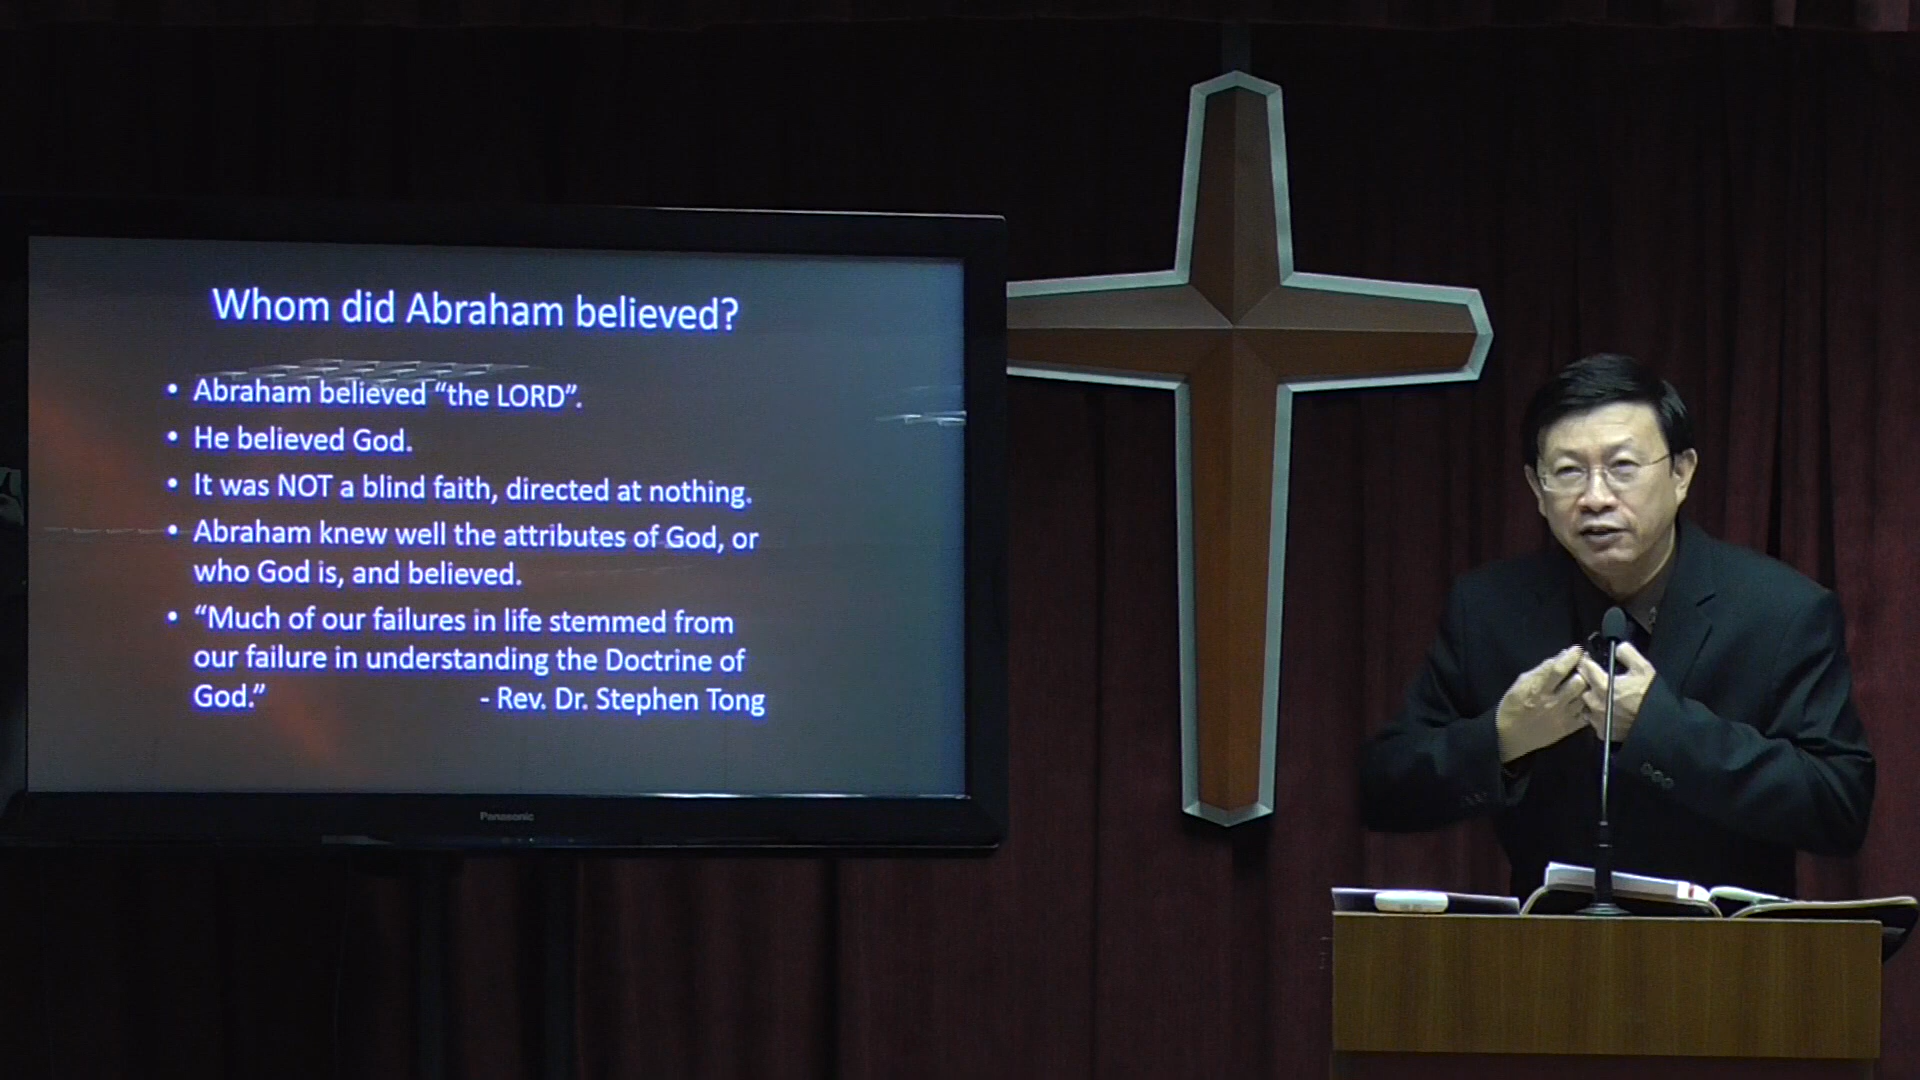 Whom did Abraham believed?
• Abraham believed “the LORD”.
• He believed God.
• It was NOT a blind faith, directed at nothing.
• Abraham knew well the attributes of God, or
who God is, and believed.
• “Much of our failures in life stemmed from
our failure in understanding the Doctrine of
God.” - Rev. Dr. Stephen Tong
Panasonic